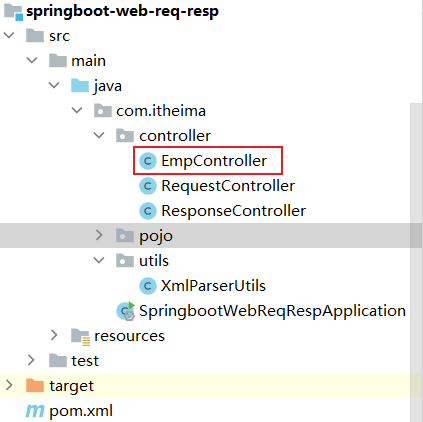 springboot-web-req-resp
src
main
java
com.itheima
controller
C EmpController
C RequestController
C ResponseController
pojo
utils
C XmlParserUtils
C SpringbootWebReqRespApplication
resources
test
target
m pom.xml